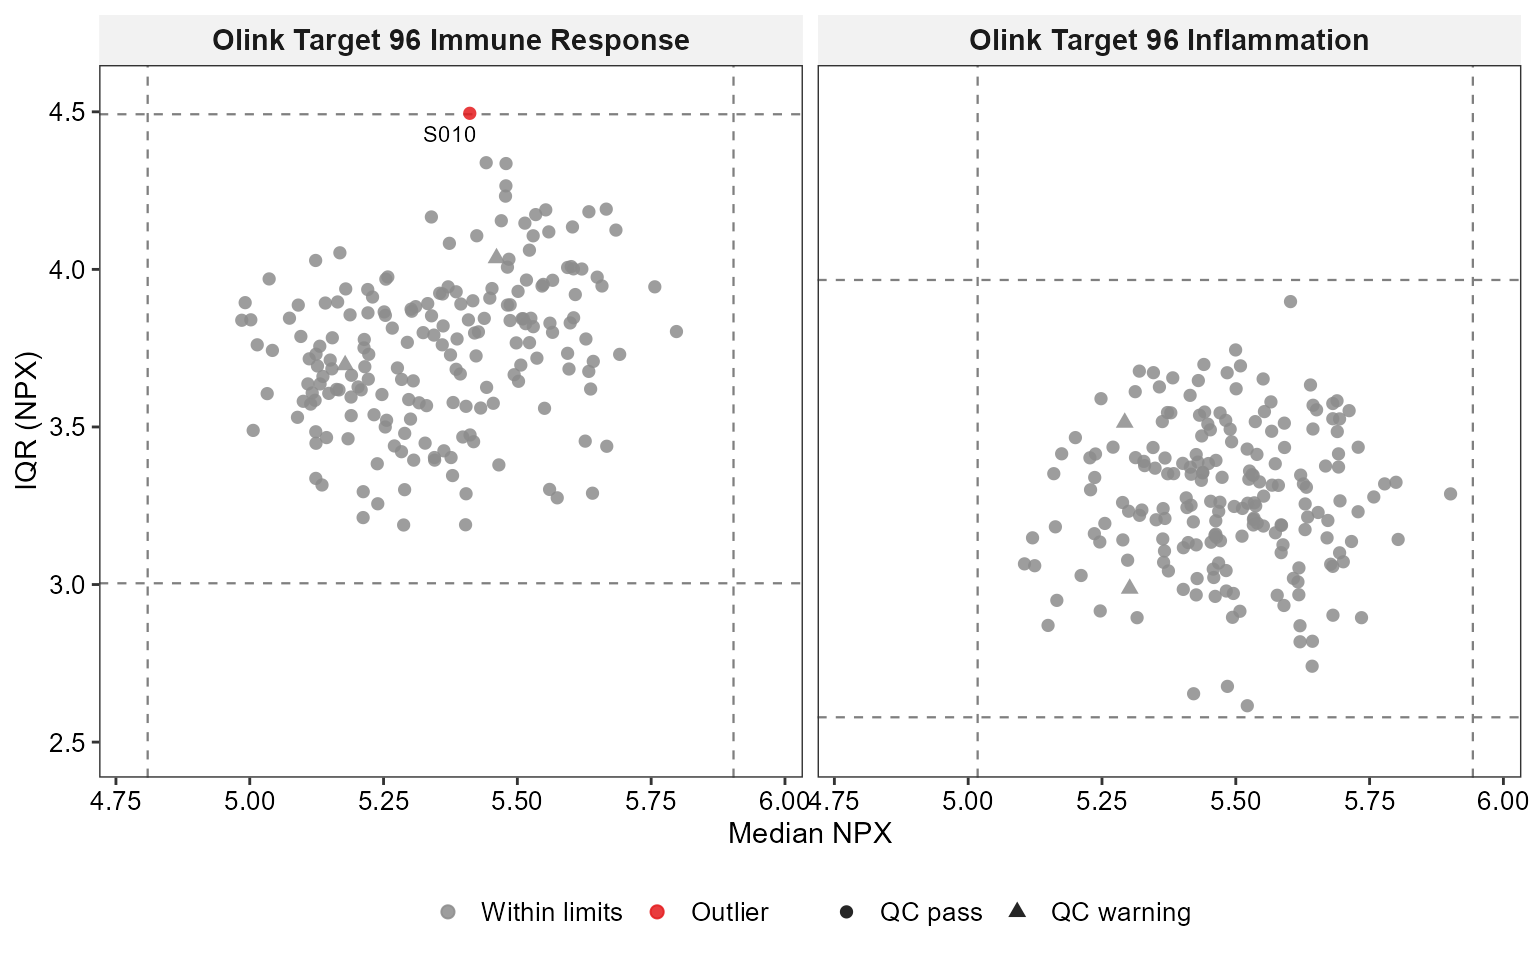 Olink Target 96 Immune Response
Olink Target 96 Inflammation
IQR (NPX)
4.5
4.0
3.5
3.0
2.5
S010
4.75 5.00 5.25 5.50 5.75 6.00
4.75 5.00 5.25 5.50 5.75 6.00
Median NPX
Within limits Outlier QC pass QC warning